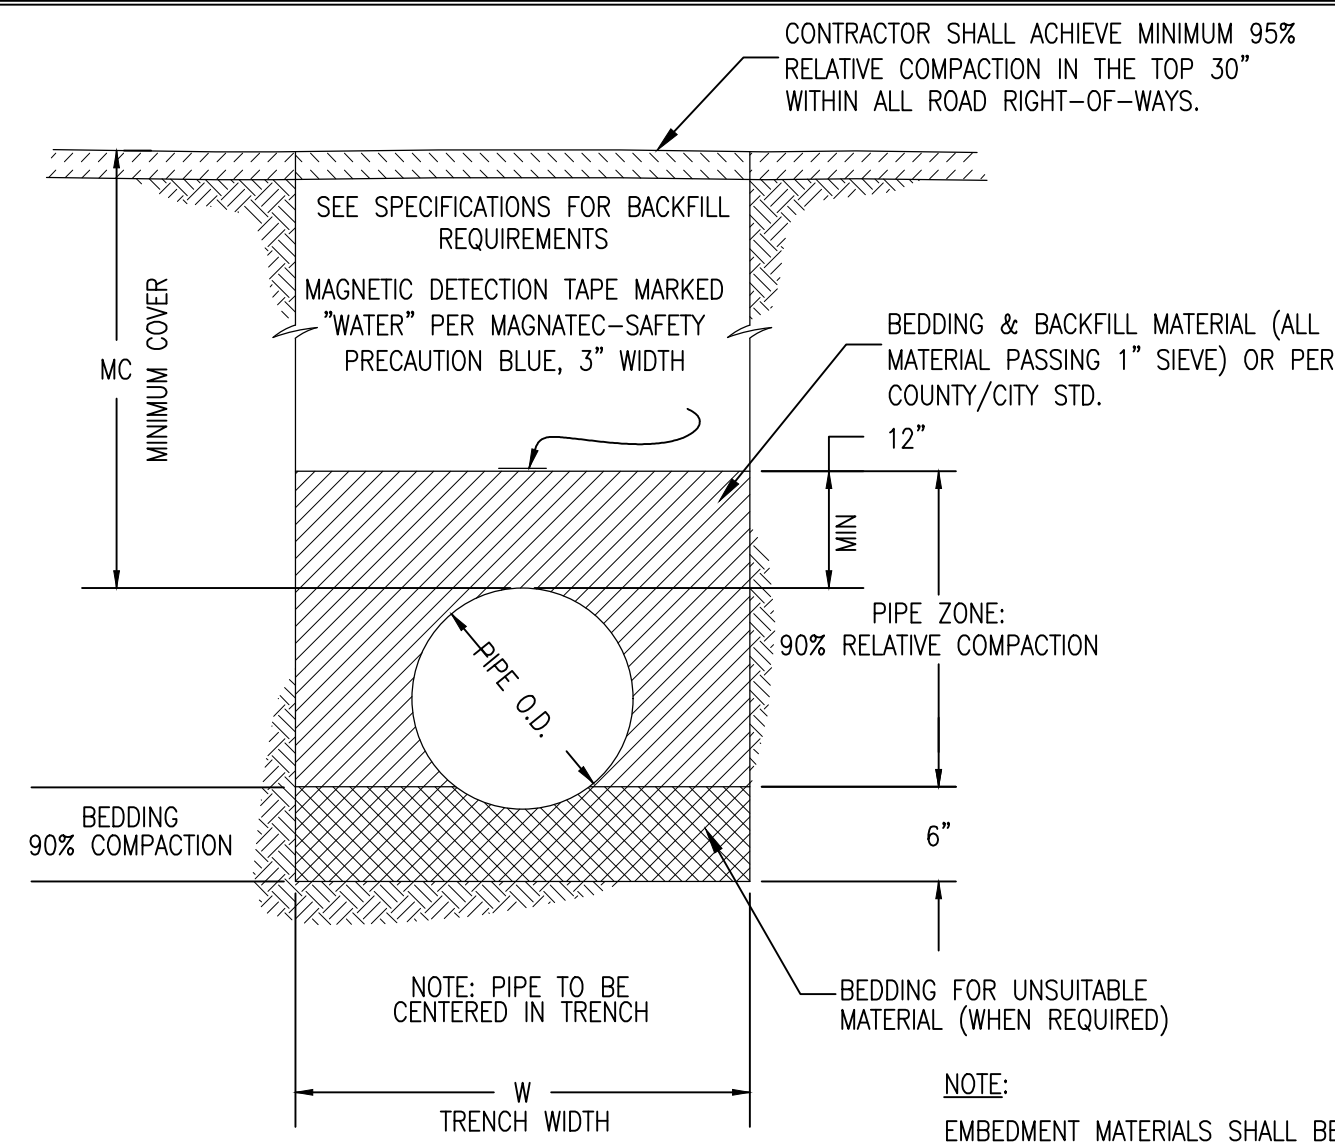 CONTRACTOR SHALL ACHIEVE MINIMUM 95%
RELATIVE COMPACTION IN THE TOP 30"
WITHIN ALL ROAD RIGHT-OF-WAYS.
SEE SPECIFICATIONS FOR BACKFILL
REQUIREMENTS
MAGNETIC DETECTION TAPE MARKED
"WATER" PER MAGNATEC-SAFETY
PRECAUTION BLUE, 3" WIDTH
MC
MINIMUM COVER
BEDDING & BACKFILL MATERIAL (ALL
MATERIAL PASSING 1" SIEVE) OR PER
COUNTY/CITY STD.
12"
MIN
PIPE ZONE:
90% RELATIVE COMPACTION
PIPE O.D.
BEDDING
90% COMPACTION
6"
NOTE: PIPE TO BE
CENTERED IN TRENCH
BEDDING FOR UNSUITABLE
MATERIAL (WHEN REQUIRED)
W
TRENCH WIDTH
NOTE:
EMBEDMENT MATERIALS SHALL BE